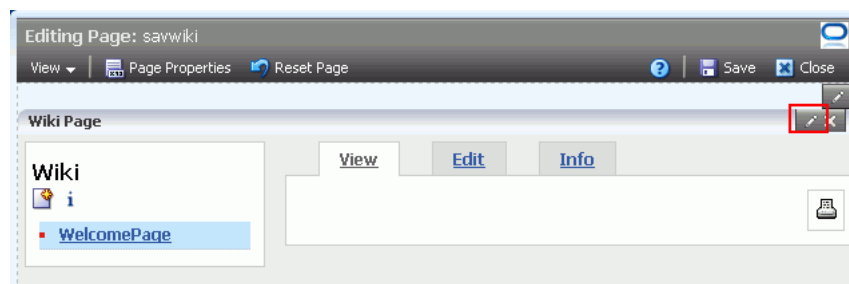 Editing Page: savwiki
View Page Properties Reset Page ? Save Close
Wiki Page
Wiki
i
WelcomePage
View Edit Info